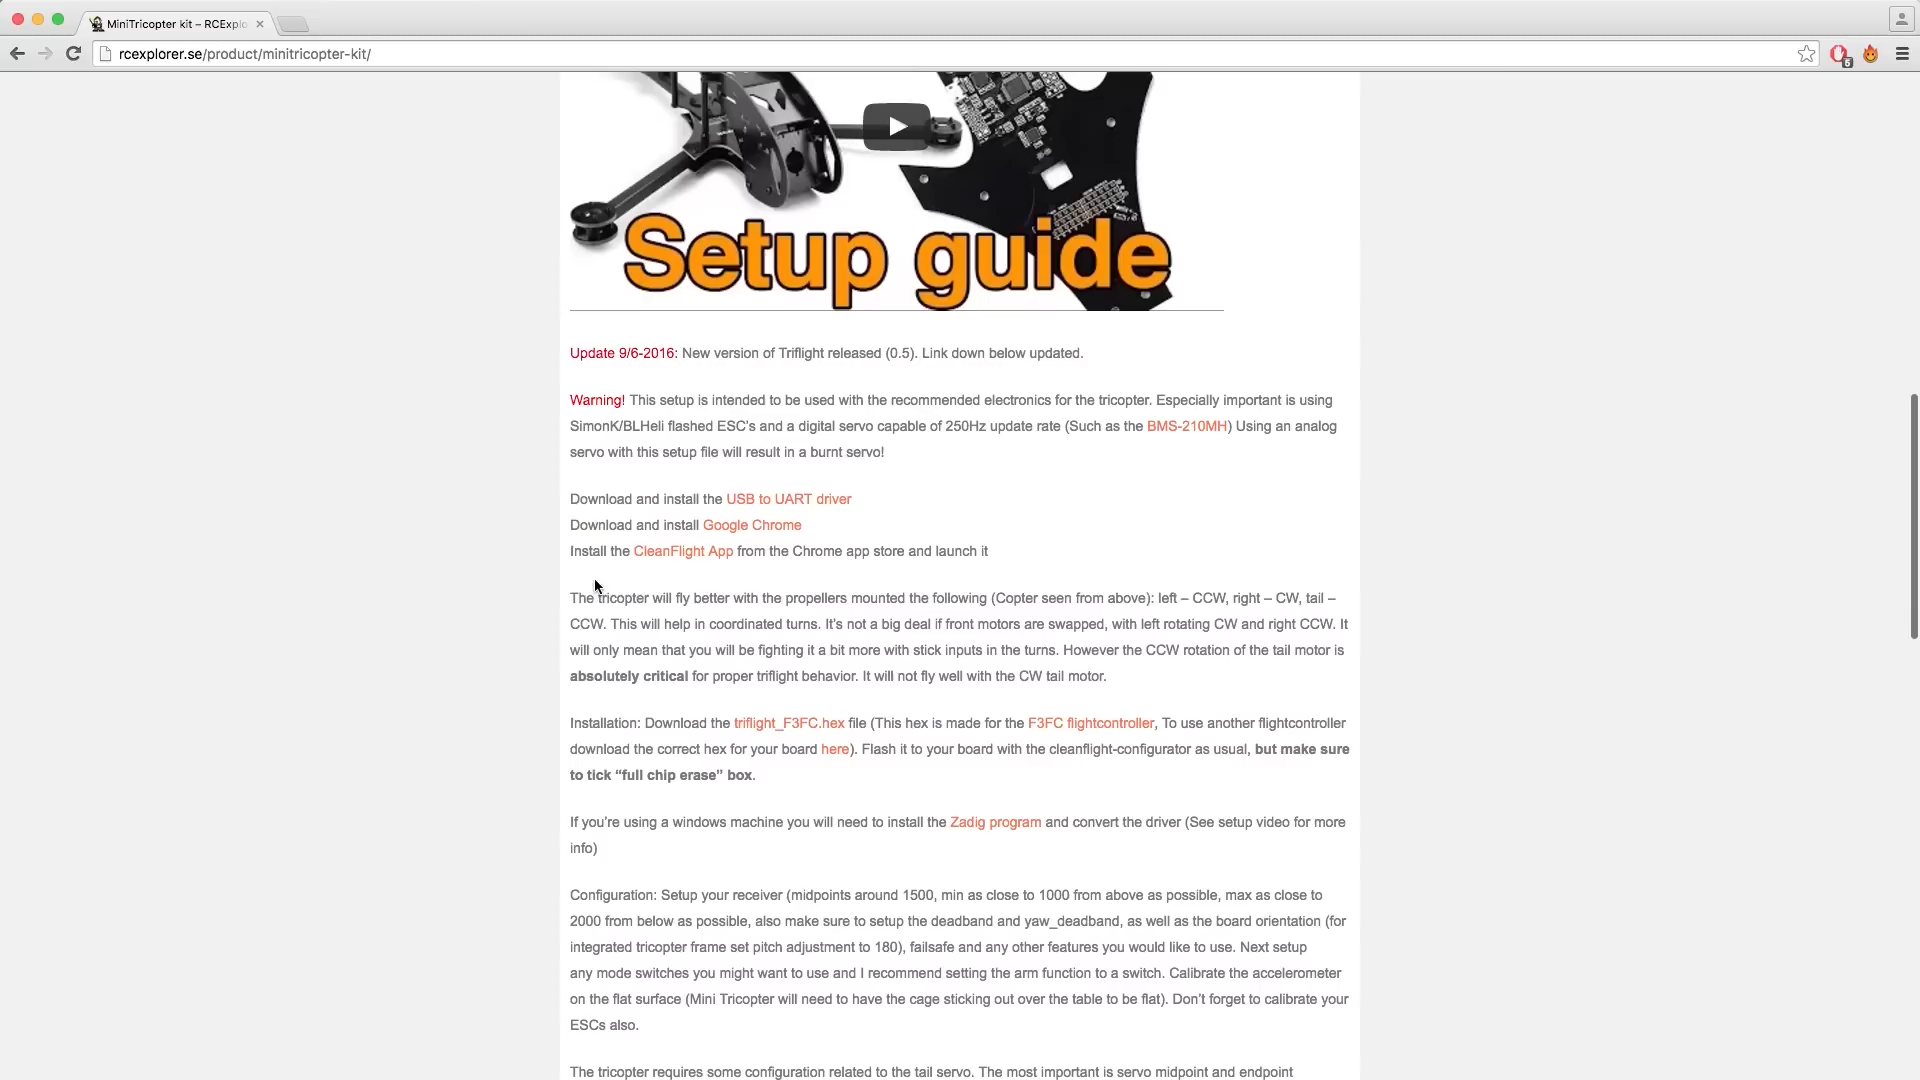 MiniTricopter kit – RCExplo
rcexplorer.se/product/minitricopter-kit/
6
Setup guide
Update 9/6-2016: New version of Triflight released (0.5). Link down below updated.
Warning! This setup is intended to be used with the recommended electronics for the tricopter. Especially important is using
SimonK/BLHeli flashed ESC's and a digital servo capable of 250Hz update rate (Such as the BMS-210MH) Using an analog
servo with this setup file will result in a burnt servo!
Download and install the USB to UART driver
Download and install Google Chrome
Install the CleanFlight App from the Chrome app store and launch it
The tricopter will fly better with the propellers mounted the following (Copter seen from above): left – CCW, right – CW, tail –
CCW. This will help in coordinated turns. It's not a big deal if front motors are swapped, with left rotating CW and right CCW. It
will only mean that you will be fighting it a bit more with stick inputs in the turns. However the CCW rotation of the tail motor is
absolutely critical for proper triflight behavior. It will not fly well with the CW tail motor.
Installation: Download the triflight_F3FC.hex file (This hex is made for the F3FC flightcontroller, To use another flightcontroller
download the correct hex for your board here). Flash it to your board with the cleanflight-configurator as usual, but make sure
to tick “full chip erase” box.
If you're using a windows machine you will need to install the Zadig program and convert the driver (See setup video for more
info)
Configuration: Setup your receiver (midpoints around 1500, min as close to 1000 from above as possible, max as close to
2000 from below as possible, also make sure to setup the deadband and yaw_deadband, as well as the board orientation (for
integrated tricopter frame set pitch adjustment to 180), failsafe and any other features you would like to use. Next setup
any mode switches you might want to use and I recommend setting the arm function to a switch. Calibrate the accelerometer
on the flat surface (Mini Tricopter will need to have the cage sticking out over the table to be flat). Don't forget to calibrate your
ESCs also.
The tricopter requires some configuration related to the tail servo. The most important is servo midpoint and endpoint